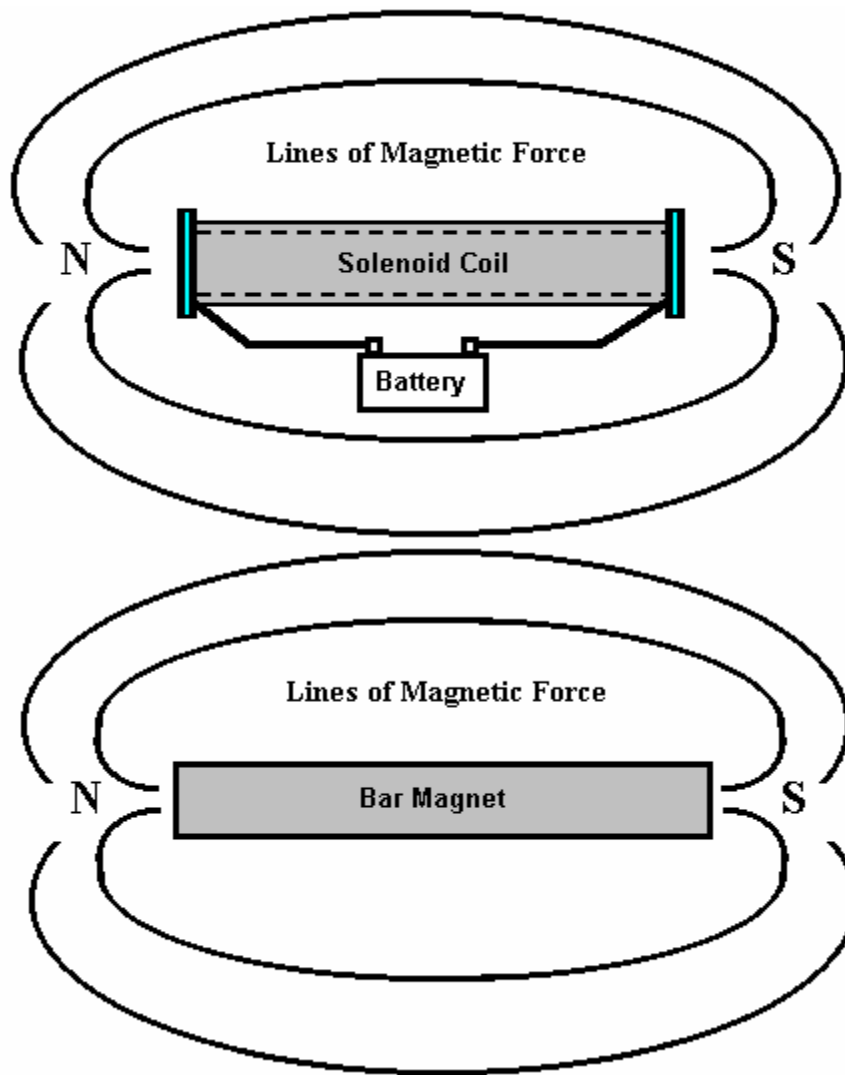 Lines of Magnetic Force
N
Solenoid Coil
S
Battery
Lines of Magnetic Force
N
Bar Magnet
S